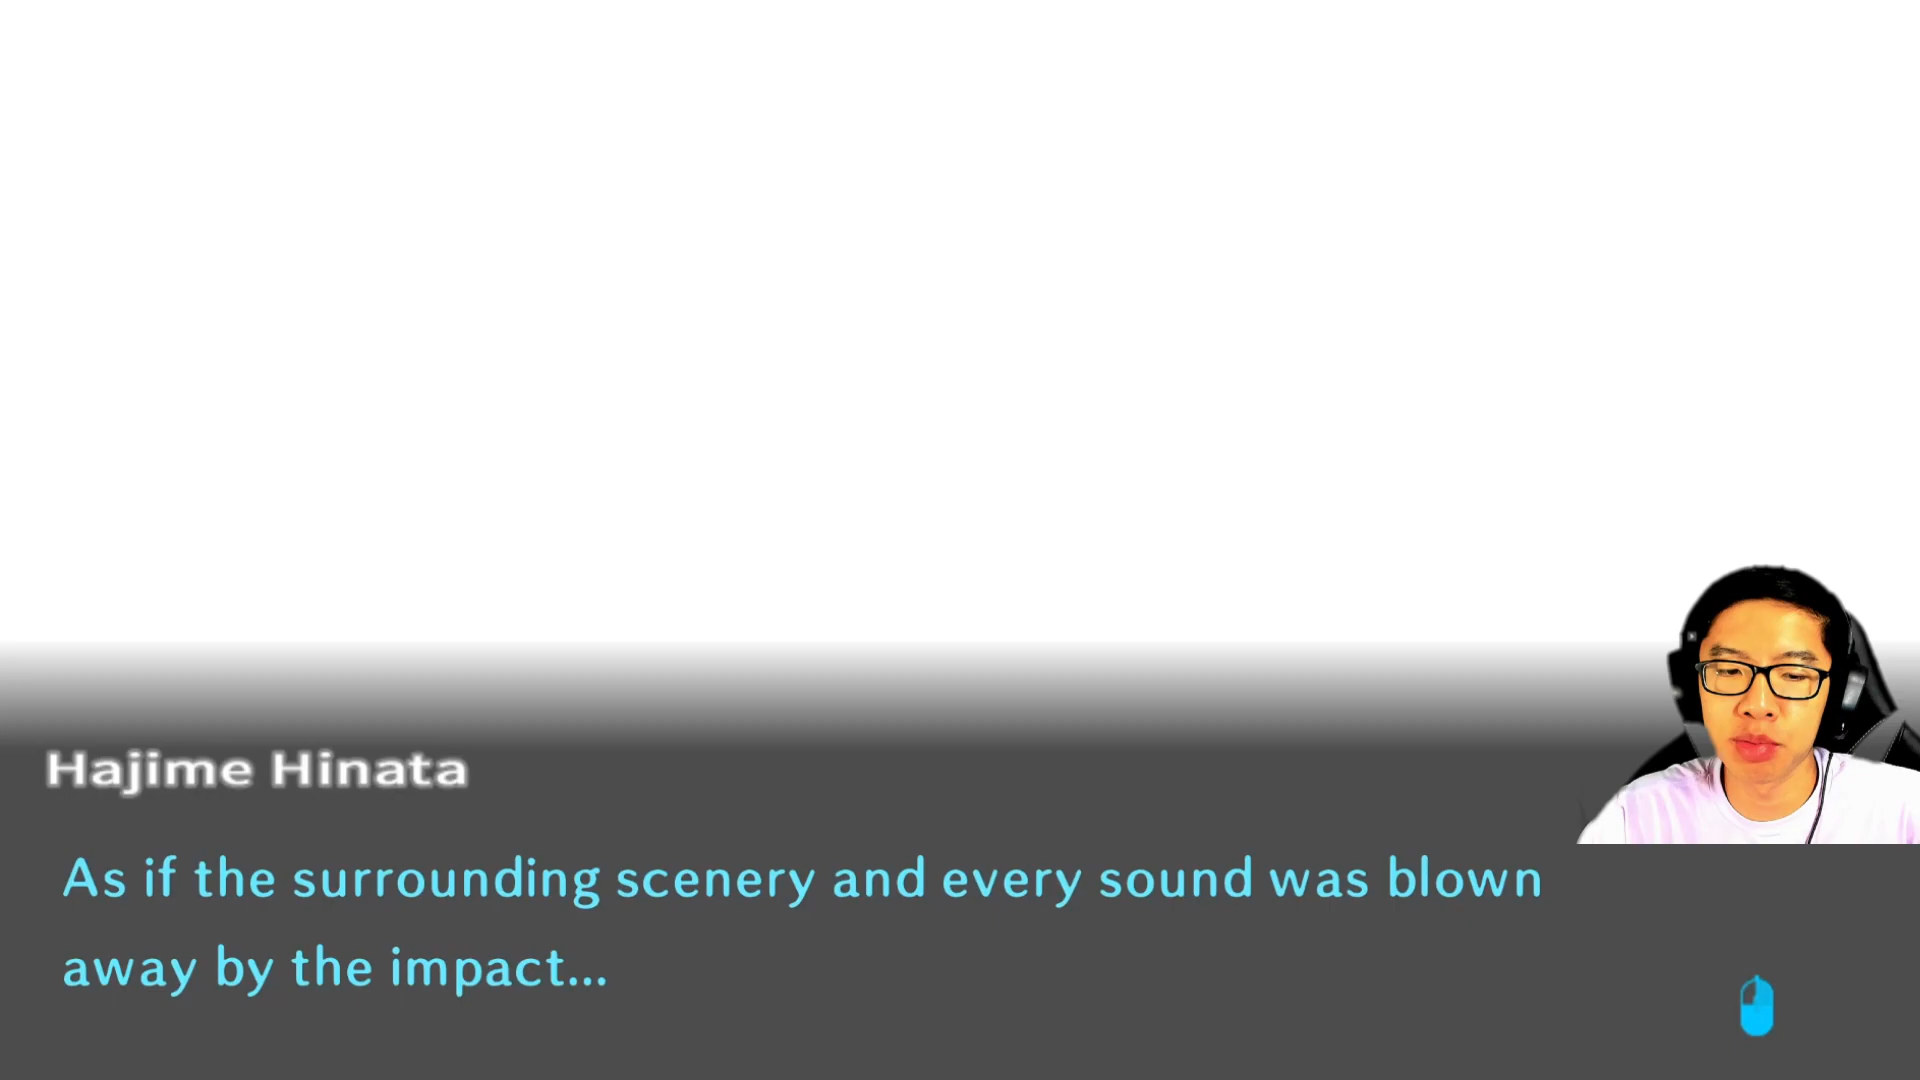 Hajime Hinata
As if the surrounding scenery and every sound was blown
away by the impact...